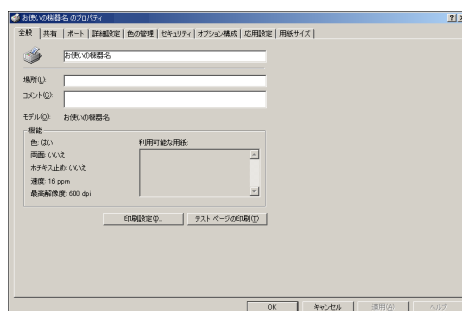 お使いの機器名 のプロパティ
全般 共有 ポート 詳細設定 色の管理 セキュリティ オプション構成 応用設定 用紙サイズ
お使いの機器名
場所(L):
コメント(C):
モデル(O): お使いの機器名
機能
色: はい 利用可能な用紙:
両面: いいえ
ホチキス止め: いいえ
速度: 16 ppm
最高解像度: 600 dpi
印刷設定(I)... テスト ページの印刷(T)
OK キャンセル 適用(A) ヘルプ